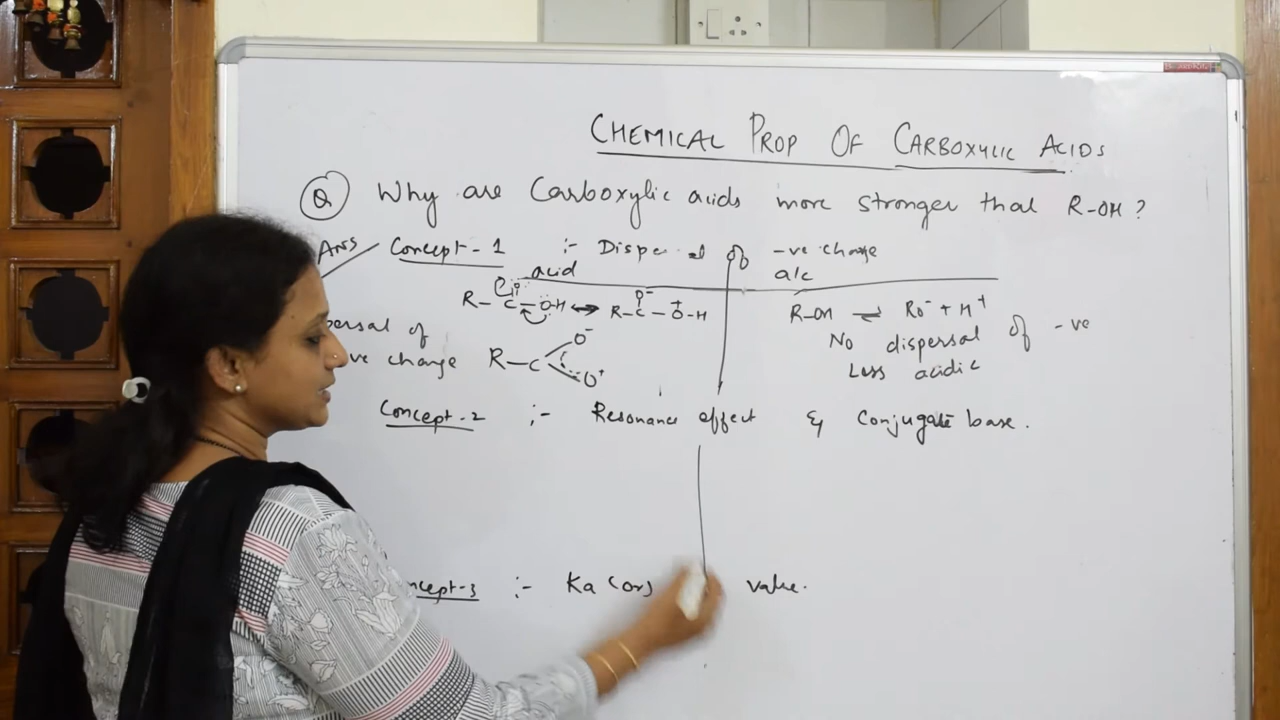 CHEMICAL PROP OF CARBOXYLIC ACIDS
Q Why are Carboxylic acids more stronger that R-OH?
Ans Concept-1 :- Disper l of -ve charge
acid alc
R-C-OH ↔ R-C-O-H R-OH ⇌ RO⁻ + H⁺
persal of No dispersal of -ve
ve charge R-C O⁻ O⁺ Less acidic
Concept-2 :- Resonance effect & Conjugate base.
ncept-3 :- Ka (or) value.